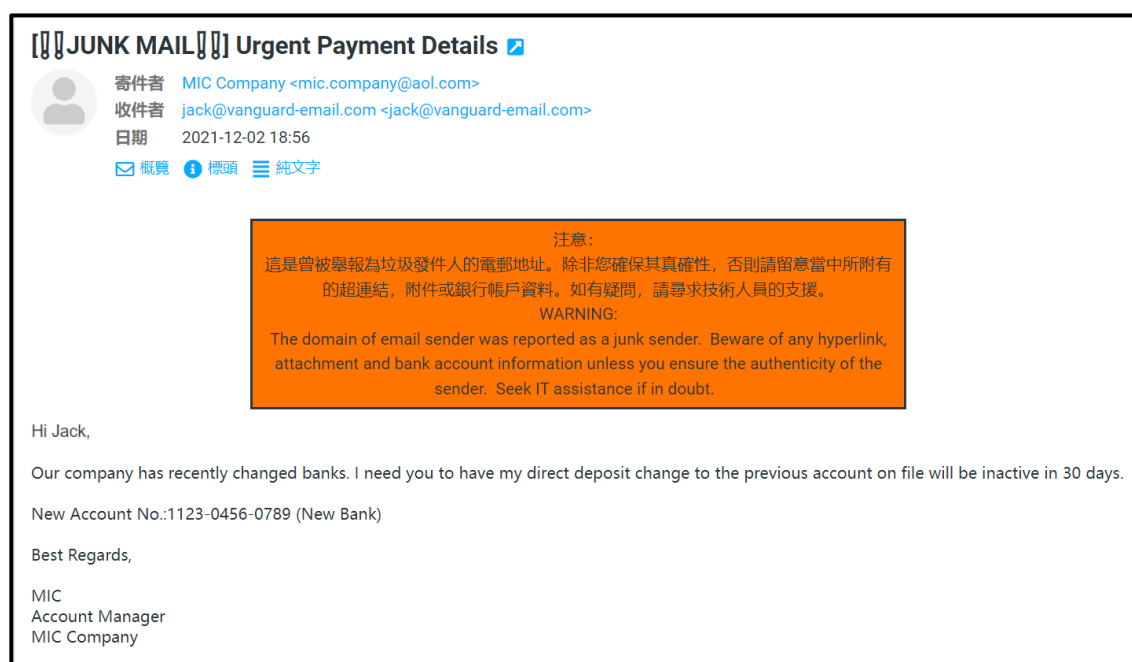 [‼‼JUNK MAIL‼‼] Urgent Payment Details
寄件者 MIC Company <mic.company@aol.com>
收件者 jack@vanguard-email.com <jack@vanguard-email.com>
日期 2021-12-02 18:56
概覽 標頭 純文字
注意：
這是曾被舉報為垃圾發件人的電郵地址。除非您確保其真確性，否則請留意當中所附有
的超連結，附件或銀行帳戶資料。如有疑問，請尋求技術人員的支援。
WARNING:
The domain of email sender was reported as a junk sender. Beware of any hyperlink,
attachment and bank account information unless you ensure the authenticity of the
sender. Seek IT assistance if in doubt.
Hi Jack,
Our company has recently changed banks. I need you to have my direct deposit change to the previous account on file will be inactive in 30 days.
New Account No.:1123-0456-0789 (New Bank)
Best Regards,
MIC
Account Manager
MIC Company